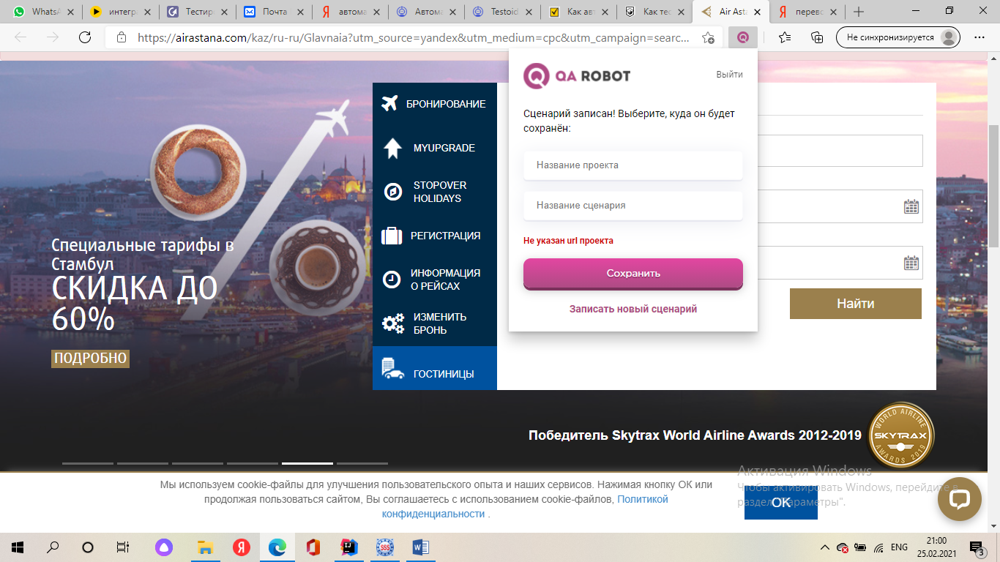 WhatsA
интегр
Тестир
Почта
автома
Автома
Testoid
Как авт
Как тес
Air Asta
перевс
https://airastana.com/kaz/ru-ru/Glavnaia?utm_source=yandex&utm_medium=cpc&utm_campaign=searc...
Не синхронизируется
QA ROBOT
Выйти
Сценарий записан! Выберите, куда он будет
сохранён:
Название проекта
Название сценария
Не указан url проекта
Сохранить
Записать новый сценарий
БРОНИРОВАНИЕ
MYUPGRADE
STOPOVER
HOLIDAYS
РЕГИСТРАЦИЯ
ИНФОРМАЦИЯ
О РЕЙСАХ
ИЗМЕНИТЬ
БРОНЬ
ГОСТИНИЦЫ
Найти
Специальные тарифы в
Стамбул
СКИДКА ДО
60%
ПОДРОБНО
Победитель Skytrax World Airline Awards 2012-2019
WORLD AIRLINE
SKYTRAX
AWARDS 2019
Мы используем cookie-файлы для улучшения пользовательского опыта и наших сервисов. Нажимая кнопку ОК или
продолжая пользоваться сайтом, Вы соглашаетесь с использованием cookie-файлов, Политикой
конфиденциальности .
ОК
Активация Windows
Чтобы активировать Windows, перейдите в
раздел "Параметры".
ENG
21:00
25.02.2021
3